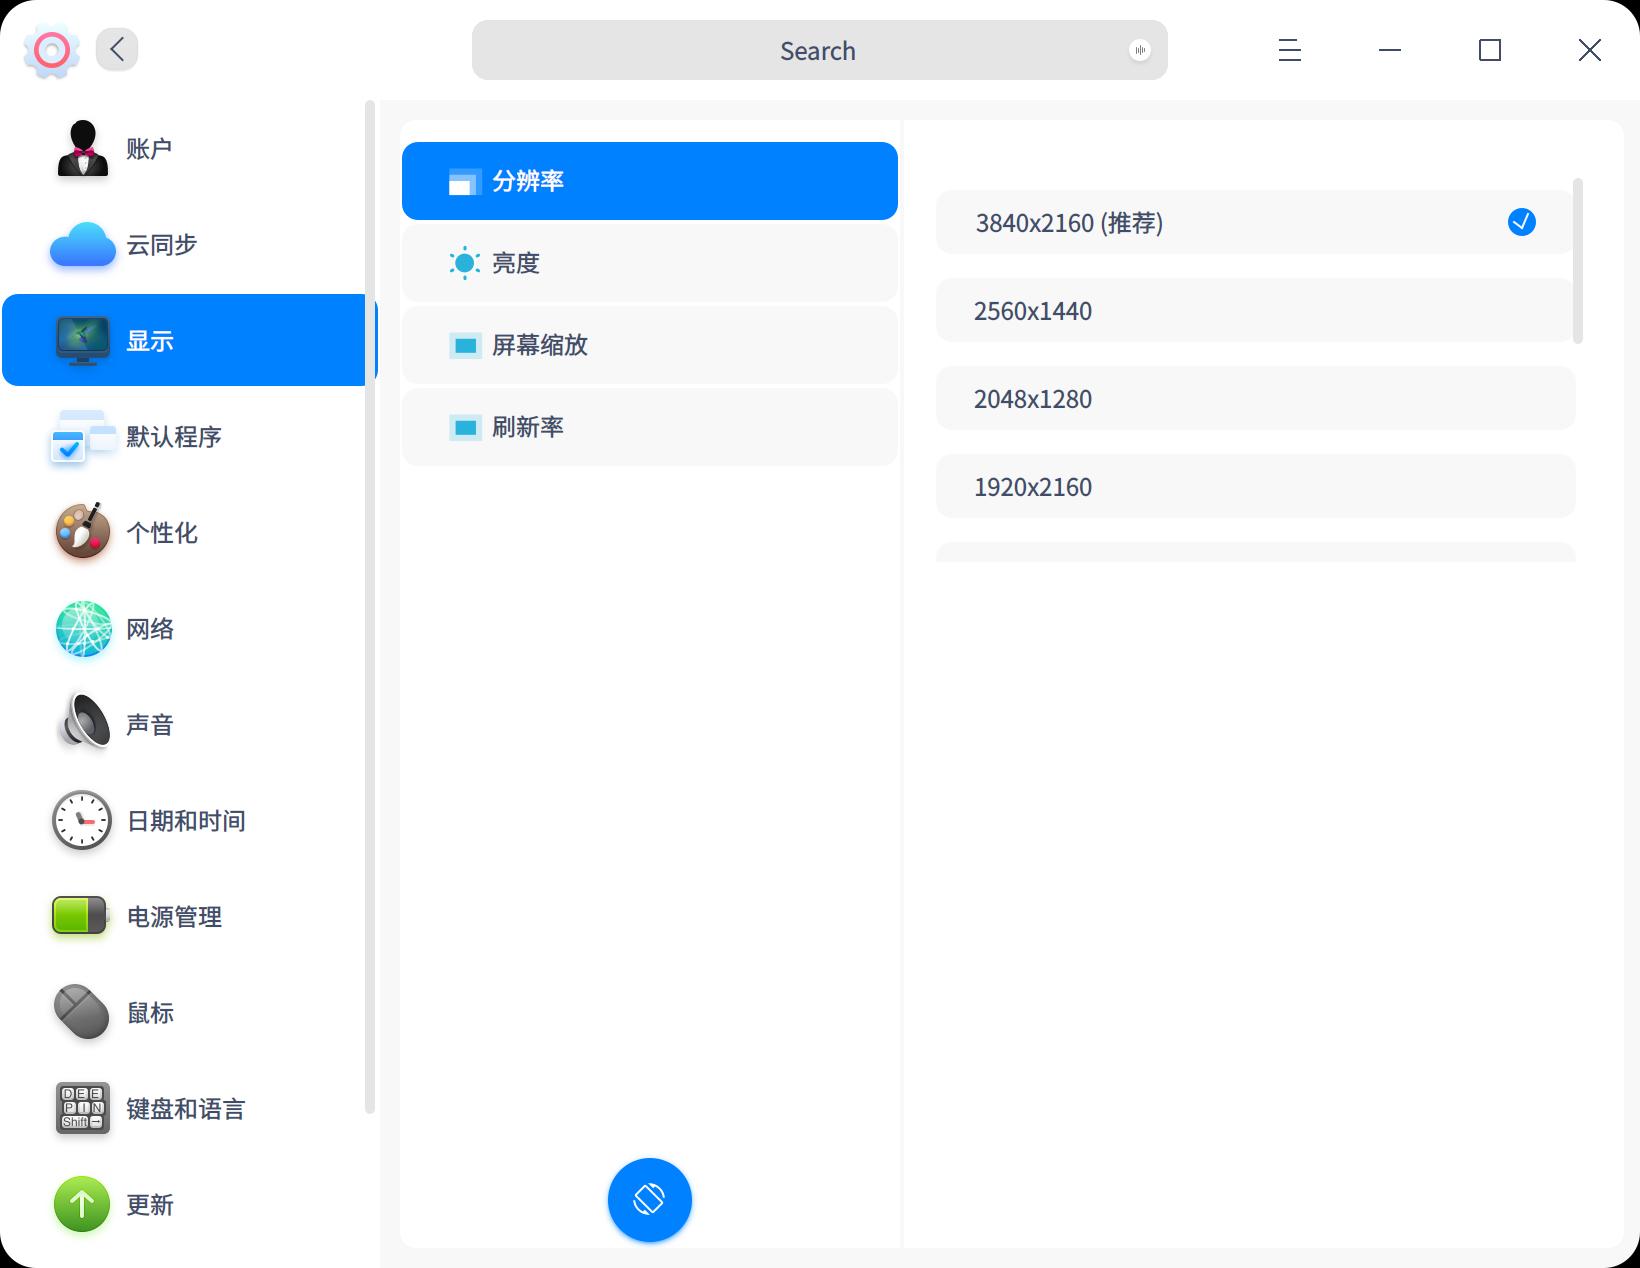 Search
账户
云同步
显示
默认程序
个性化
网络
声音
日期和时间
电源管理
鼠标
键盘和语言
D E E
P I N
Shift →
更新
分辨率
亮度
屏幕缩放
刷新率
3840x2160 (推荐)
2560x1440
2048x1280
1920x2160